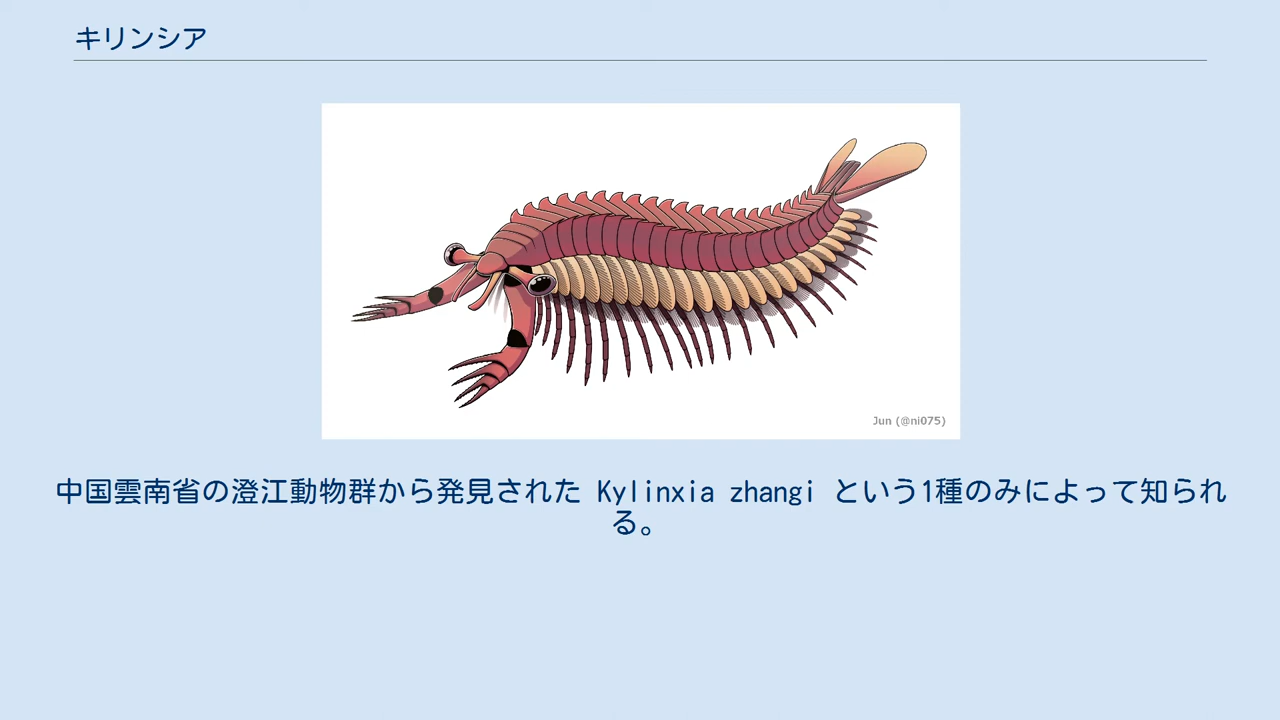 キリンシア
Jun (@ni075)
中国雲南省の澄江動物群から発見された Kylinxia zhangi という1種のみによって知られ
る。